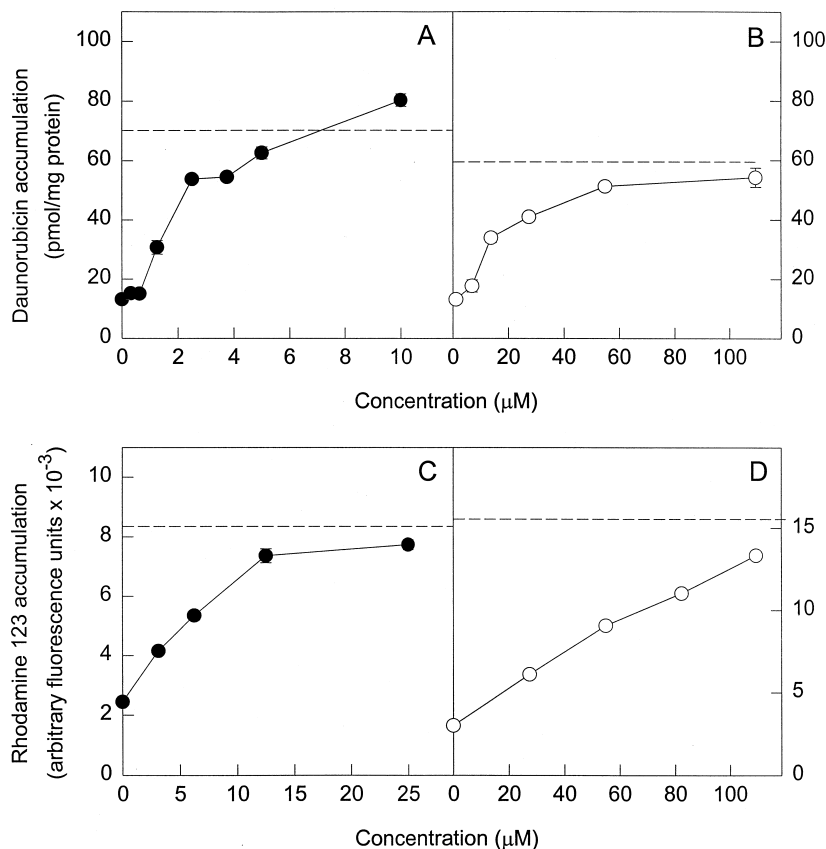 A
B
100
80
60
40
20
0
100
80
60
40
20
0
Daunorubicin accumulation
(pmol/mg protein)
0 2 4 6 8 10
0 20 40 60 80 100
Concentration (μM)
C
D
10
8
6
4
2
0
15
10
5
0
Rhodamine 123 accumulation
(arbitrary fluorescence units x 10⁻³)
0 5 10 15 20 25
0 20 40 60 80 100
Concentration (μM)